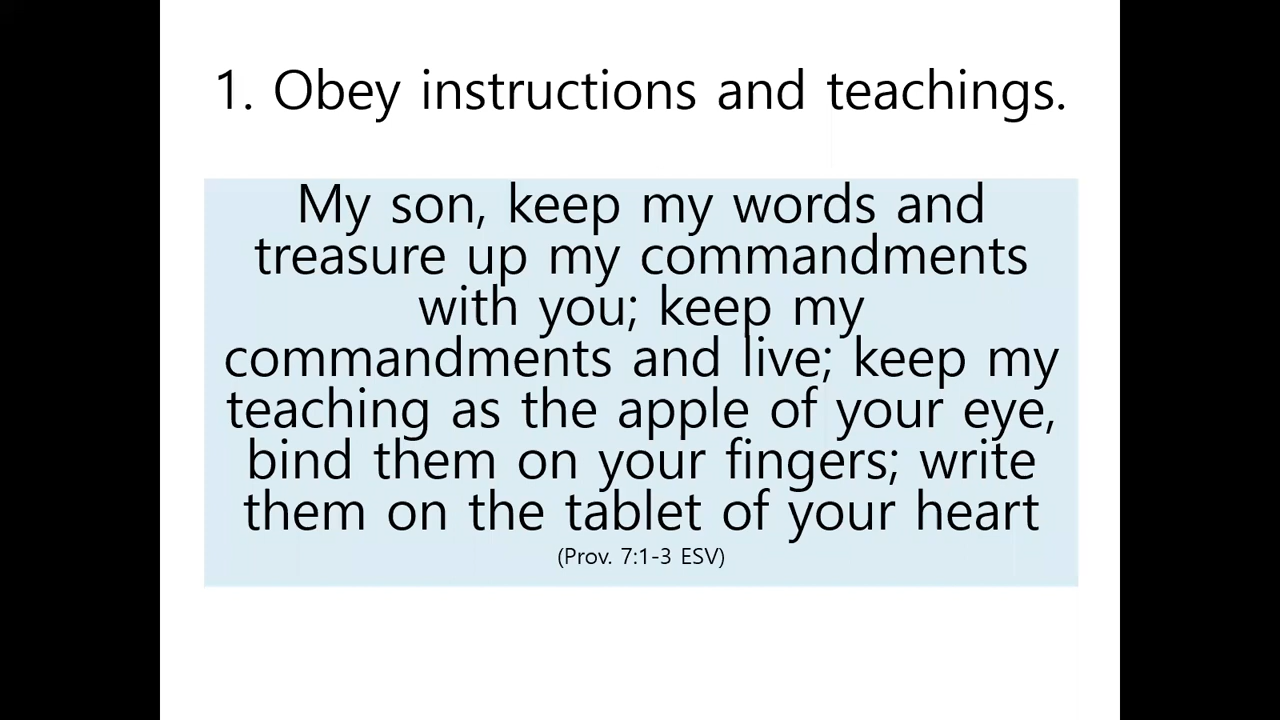 1. Obey instructions and teachings.
My son, keep my words and
treasure up my commandments
with you; keep my
commandments and live; keep my
teaching as the apple of your eye,
bind them on your fingers; write
them on the tablet of your heart
(Prov. 7:1-3 ESV)